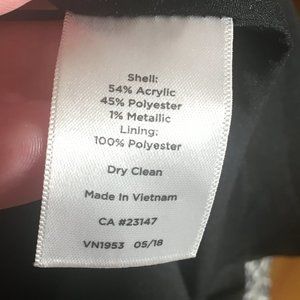 Shell:
54% Acrylic
45% Polyester
1% Metallic
Lining:
100% Polyester
Dry Clean
Made In Vietnam
CA #23147
VN1953 05/18